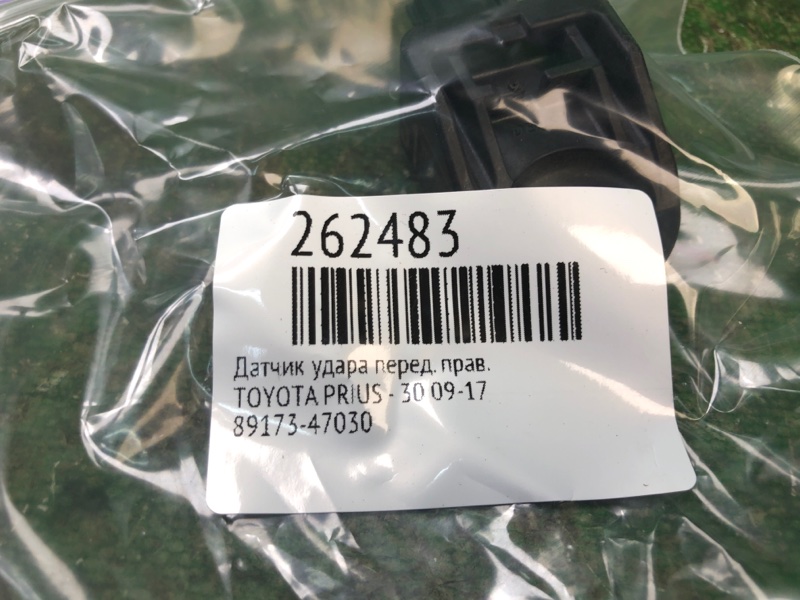 262483
Датчик удара перед. прав.
TOYOTA PRIUS - 30 09-17
89173-47030